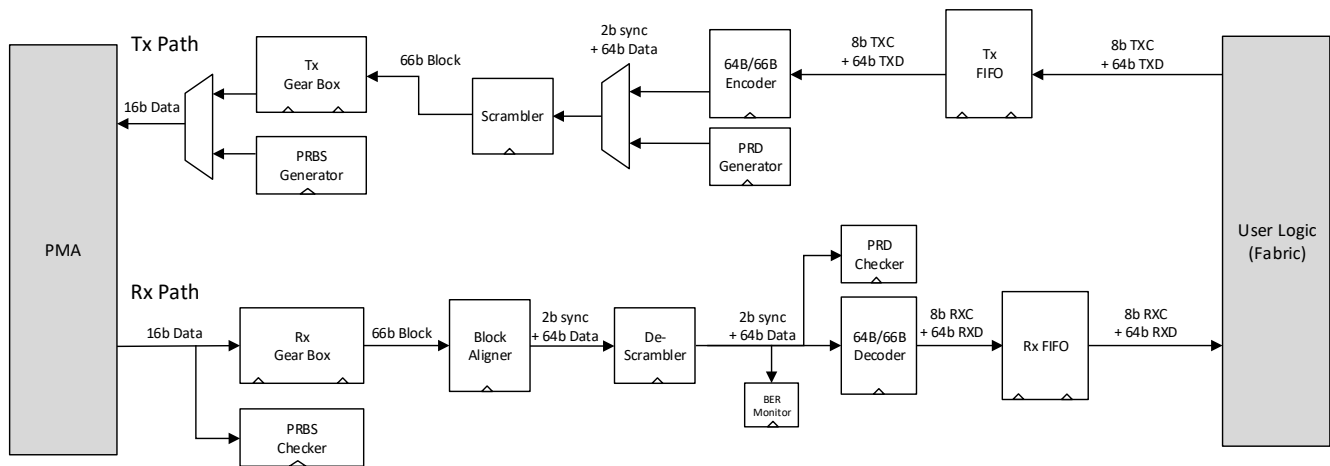 Tx Path
Tx
Gear Box
66b Block
2b sync
+ 64b Data
64B/66B
Encoder
8b TXC
+ 64b TXD
Tx
FIFO
8b TXC
+ 64b TXD
16b Data
Scrambler
PRBS
Generator
PRD
Generator
PMA
User Logic
(Fabric)
PRD
Checker
Rx Path
16b Data
Rx
Gear Box
66b Block
Block
Aligner
2b sync
+ 64b Data
De-
Scrambler
2b sync
+ 64b Data
64B/66B
Decoder
8b RXC
+ 64b RXD
Rx FIFO
8b RXC
+ 64b RXD
BER
Monitor
PRBS
Checker